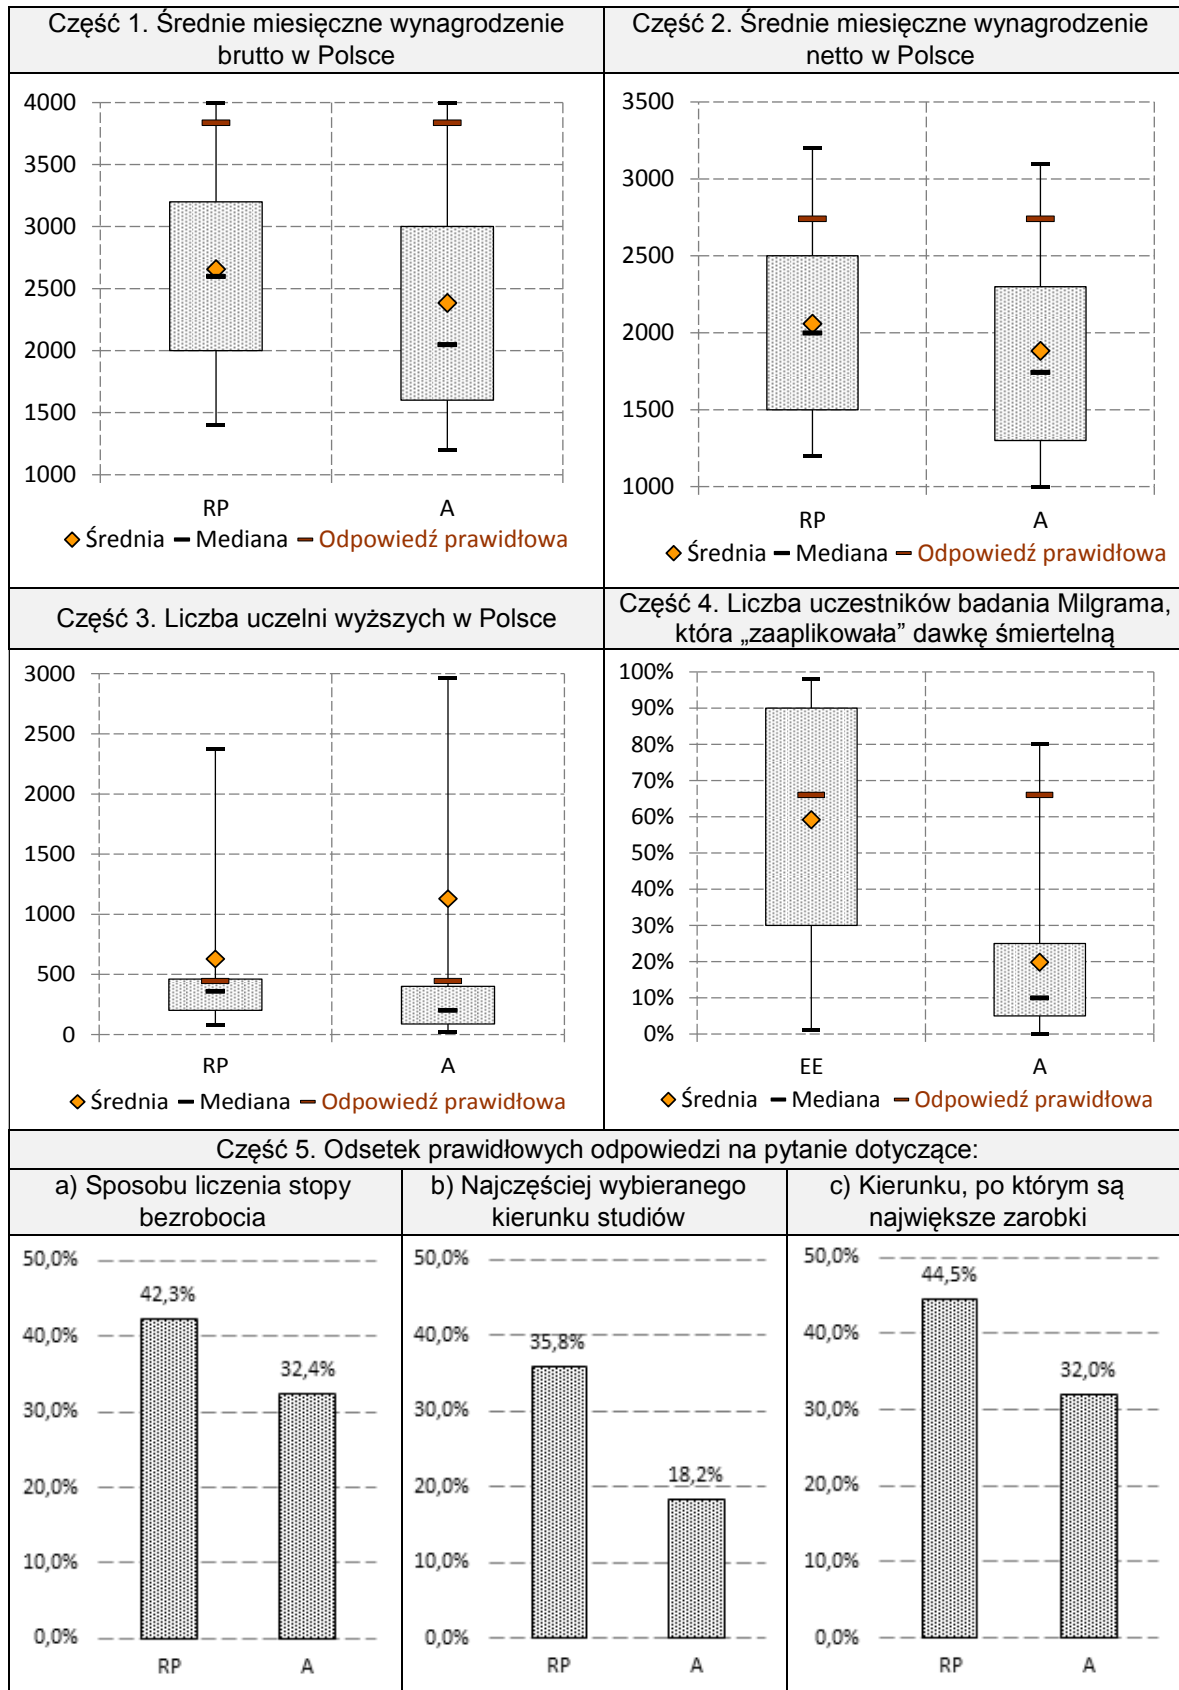 Część 1. Średnie miesięczne wynagrodzenie
brutto w Polsce
Część 2. Średnie miesięczne wynagrodzenie
netto w Polsce
4000
3500
3000
2500
2000
1500
1000
RP
A
Średnia
Mediana
Odpowiedź prawidłowa
3500
3000
2500
2000
1500
1000
RP
A
Średnia
Mediana
Odpowiedź prawidłowa
Część 3. Liczba uczelni wyższych w Polsce
Część 4. Liczba uczestników badania Milgrama,
która „zaaplikowała” dawkę śmiertelną
3000
2500
2000
1500
1000
500
0
RP
A
Średnia
Mediana
Odpowiedź prawidłowa
100%
90%
80%
70%
60%
50%
40%
30%
20%
10%
0%
EE
A
Średnia
Mediana
Odpowiedź prawidłowa
Część 5. Odsetek prawidłowych odpowiedzi na pytanie dotyczące:
a) Sposobu liczenia stopy
bezrobocia
b) Najczęściej wybieranego
kierunku studiów
c) Kierunku, po którym są
największe zarobki
50,0%
40,0%
30,0%
20,0%
10,0%
0,0%
42,3%
32,4%
RP
A
50,0%
40,0%
30,0%
20,0%
10,0%
0,0%
35,8%
18,2%
RP
A
50,0%
40,0%
30,0%
20,0%
10,0%
0,0%
44,5%
32,0%
RP
A